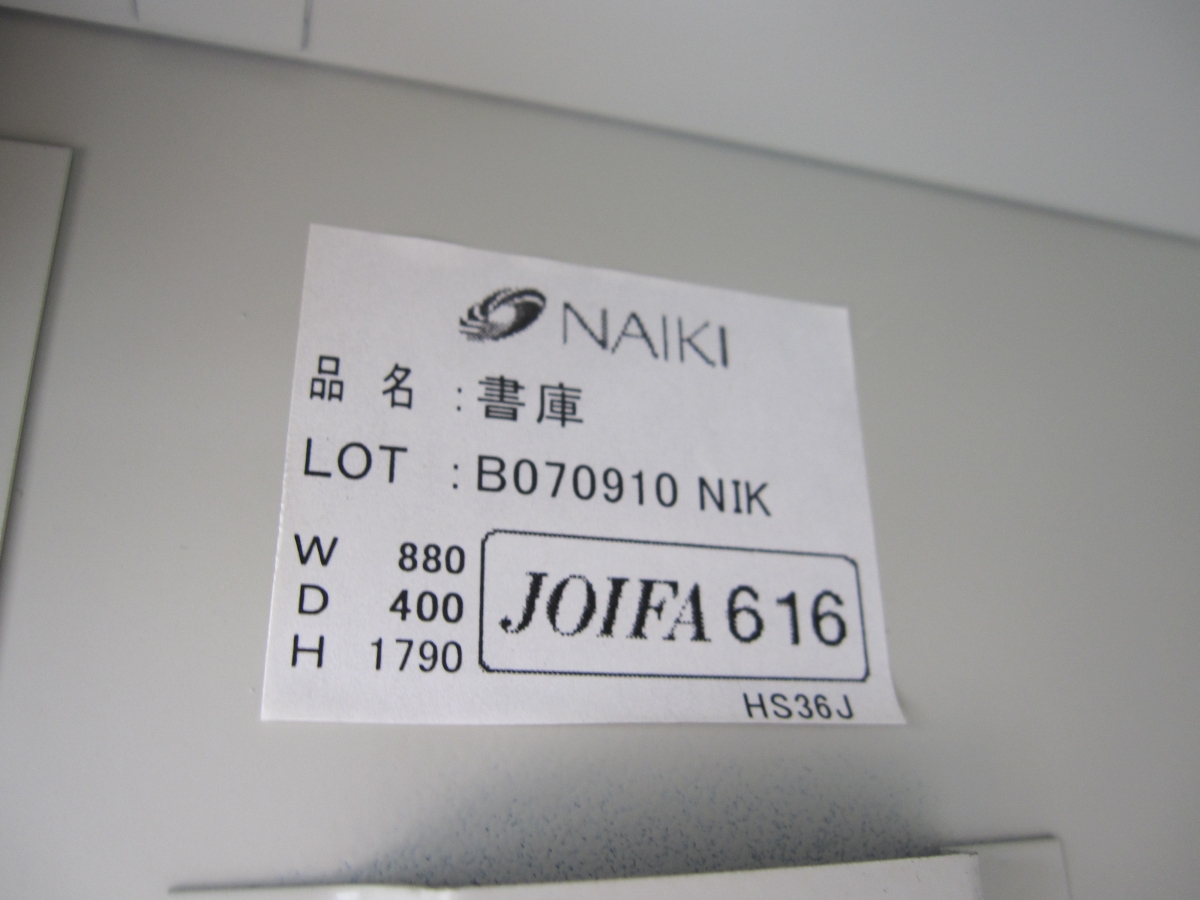 NAIKI
品 名 : 書庫
LOT : B070910 NIK
W 880
D 400
H 1790
JOIFA 616
HS36J